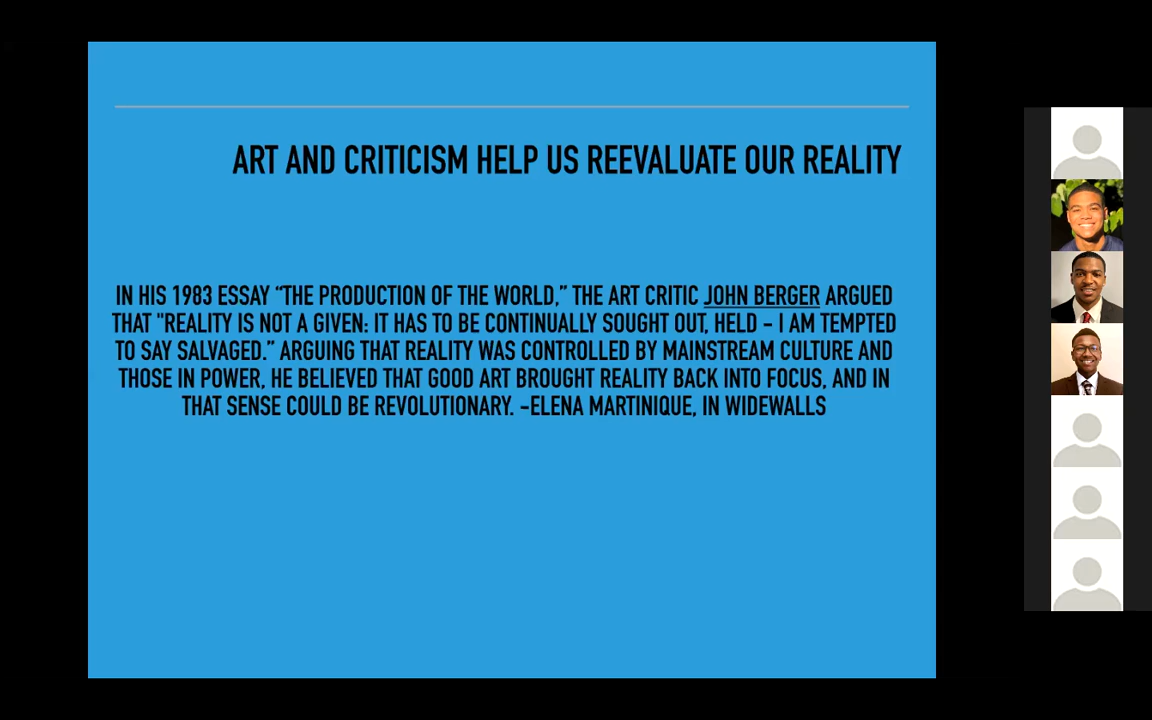 ART AND CRITICISM HELP US REEVALUATE OUR REALITY
IN HIS 1983 ESSAY “THE PRODUCTION OF THE WORLD,” THE ART CRITIC JOHN BERGER ARGUED
THAT "REALITY IS NOT A GIVEN: IT HAS TO BE CONTINUALLY SOUGHT OUT, HELD – I AM TEMPTED
TO SAY SALVAGED.” ARGUING THAT REALITY WAS CONTROLLED BY MAINSTREAM CULTURE AND
THOSE IN POWER, HE BELIEVED THAT GOOD ART BROUGHT REALITY BACK INTO FOCUS, AND IN
THAT SENSE COULD BE REVOLUTIONARY. -ELENA MARTINIQUE, IN WIDEWALLS